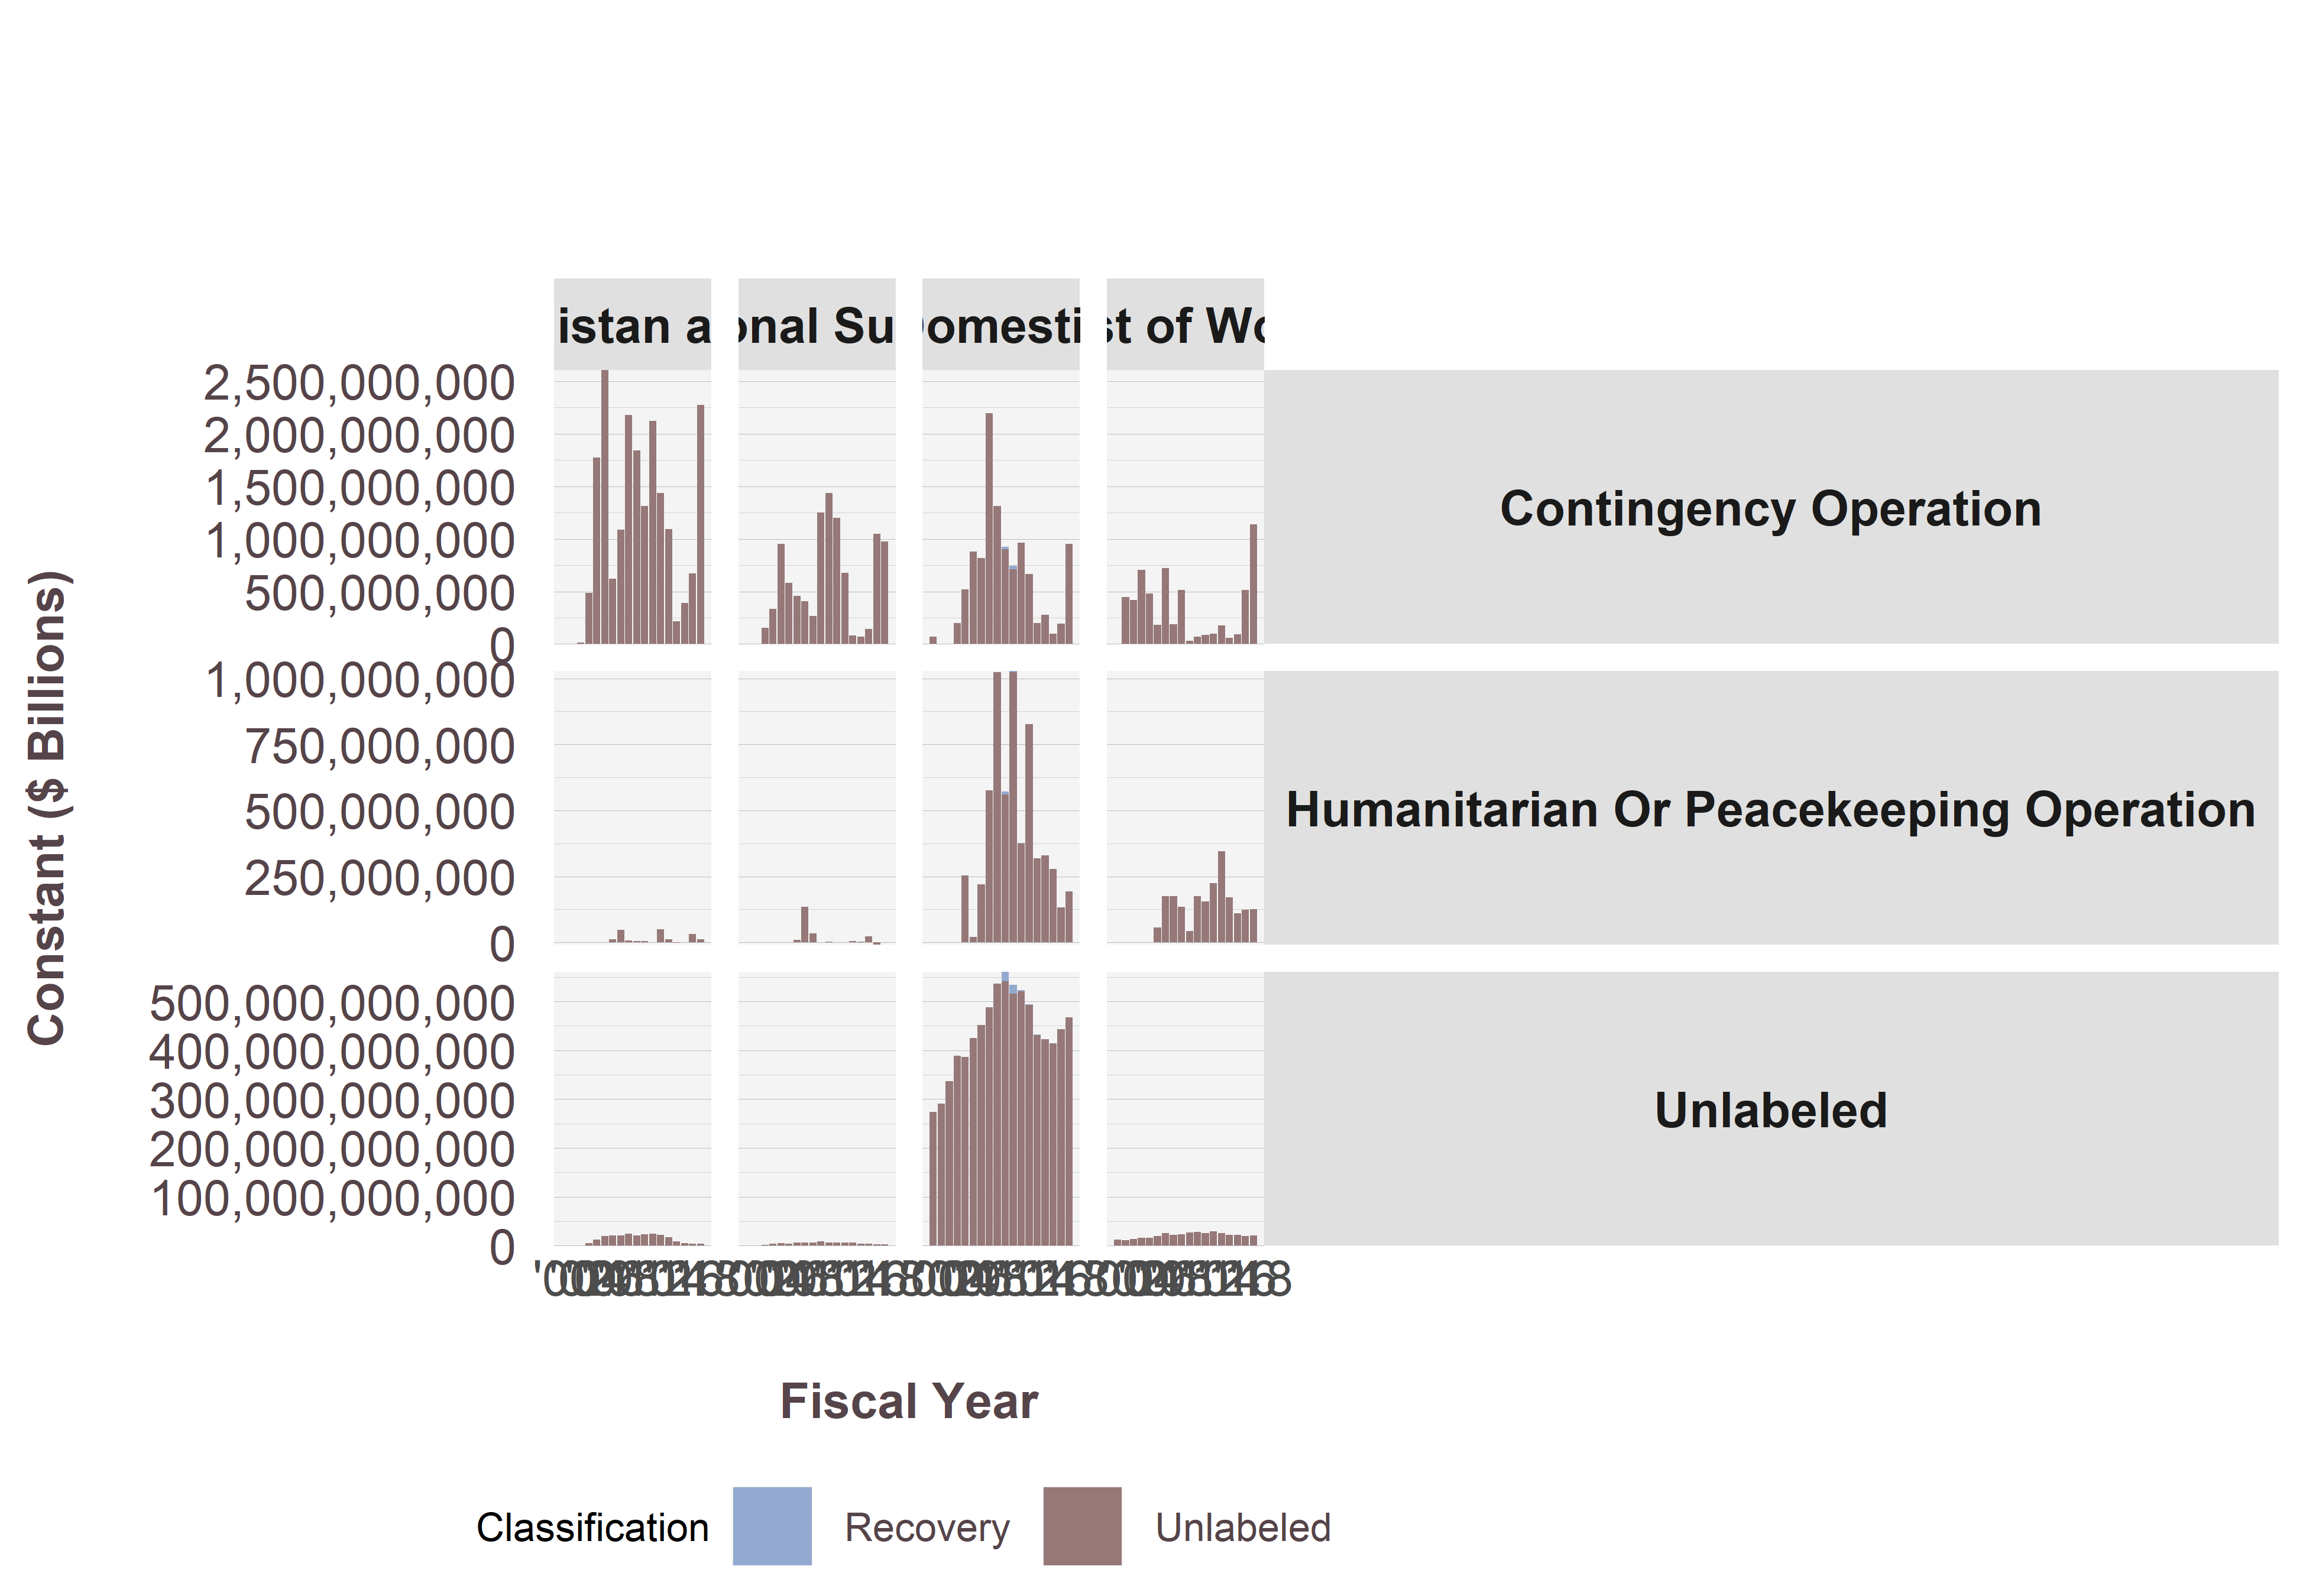 istan a
onal Su
Domesti
st of Wo
2,500,000,000
2,000,000,000
1,500,000,000
1,000,000,000
500,000,000
0
Contingency Operation
1,000,000,000
750,000,000
500,000,000
250,000,000
0
Humanitarian Or Peacekeeping Operation
500,000,000,000
400,000,000,000
300,000,000,000
200,000,000,000
100,000,000,000
0
Unlabeled
Constant ($ Billions)
Fiscal Year
Classification
Recovery
Unlabeled